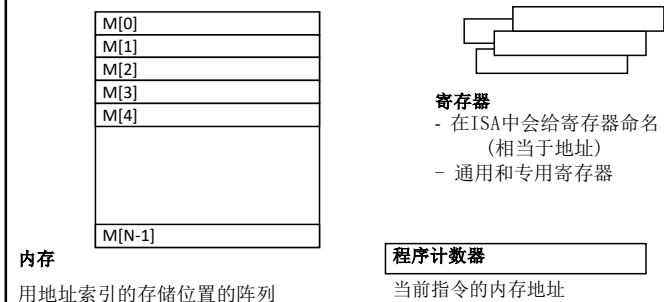 M[0]
M[1]
M[2]
M[3]
M[4]
M[N-1]
内存
用地址索引的存储位置的阵列
寄存器
- 在ISA中会给寄存器命名
(相当于地址)
- 通用和专用寄存器
程序计数器
当前指令的内存地址